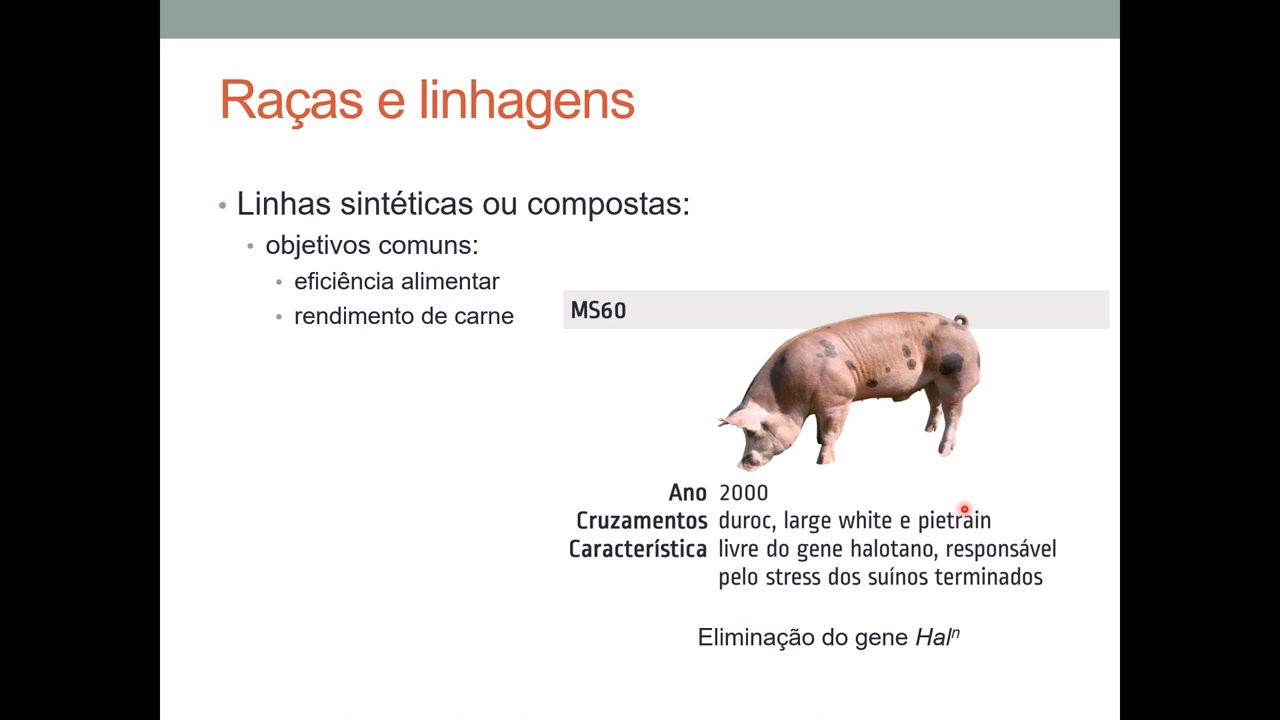 Raças e linhagens
Linhas sintéticas ou compostas:
objetivos comuns:
eficiência alimentar
rendimento de carne
MS60
Ano 2000
Cruzamentos duroc, large white e pietrain
Característica livre do gene halotano, responsável
pelo stress dos suínos terminados
Eliminação do gene Halⁿ